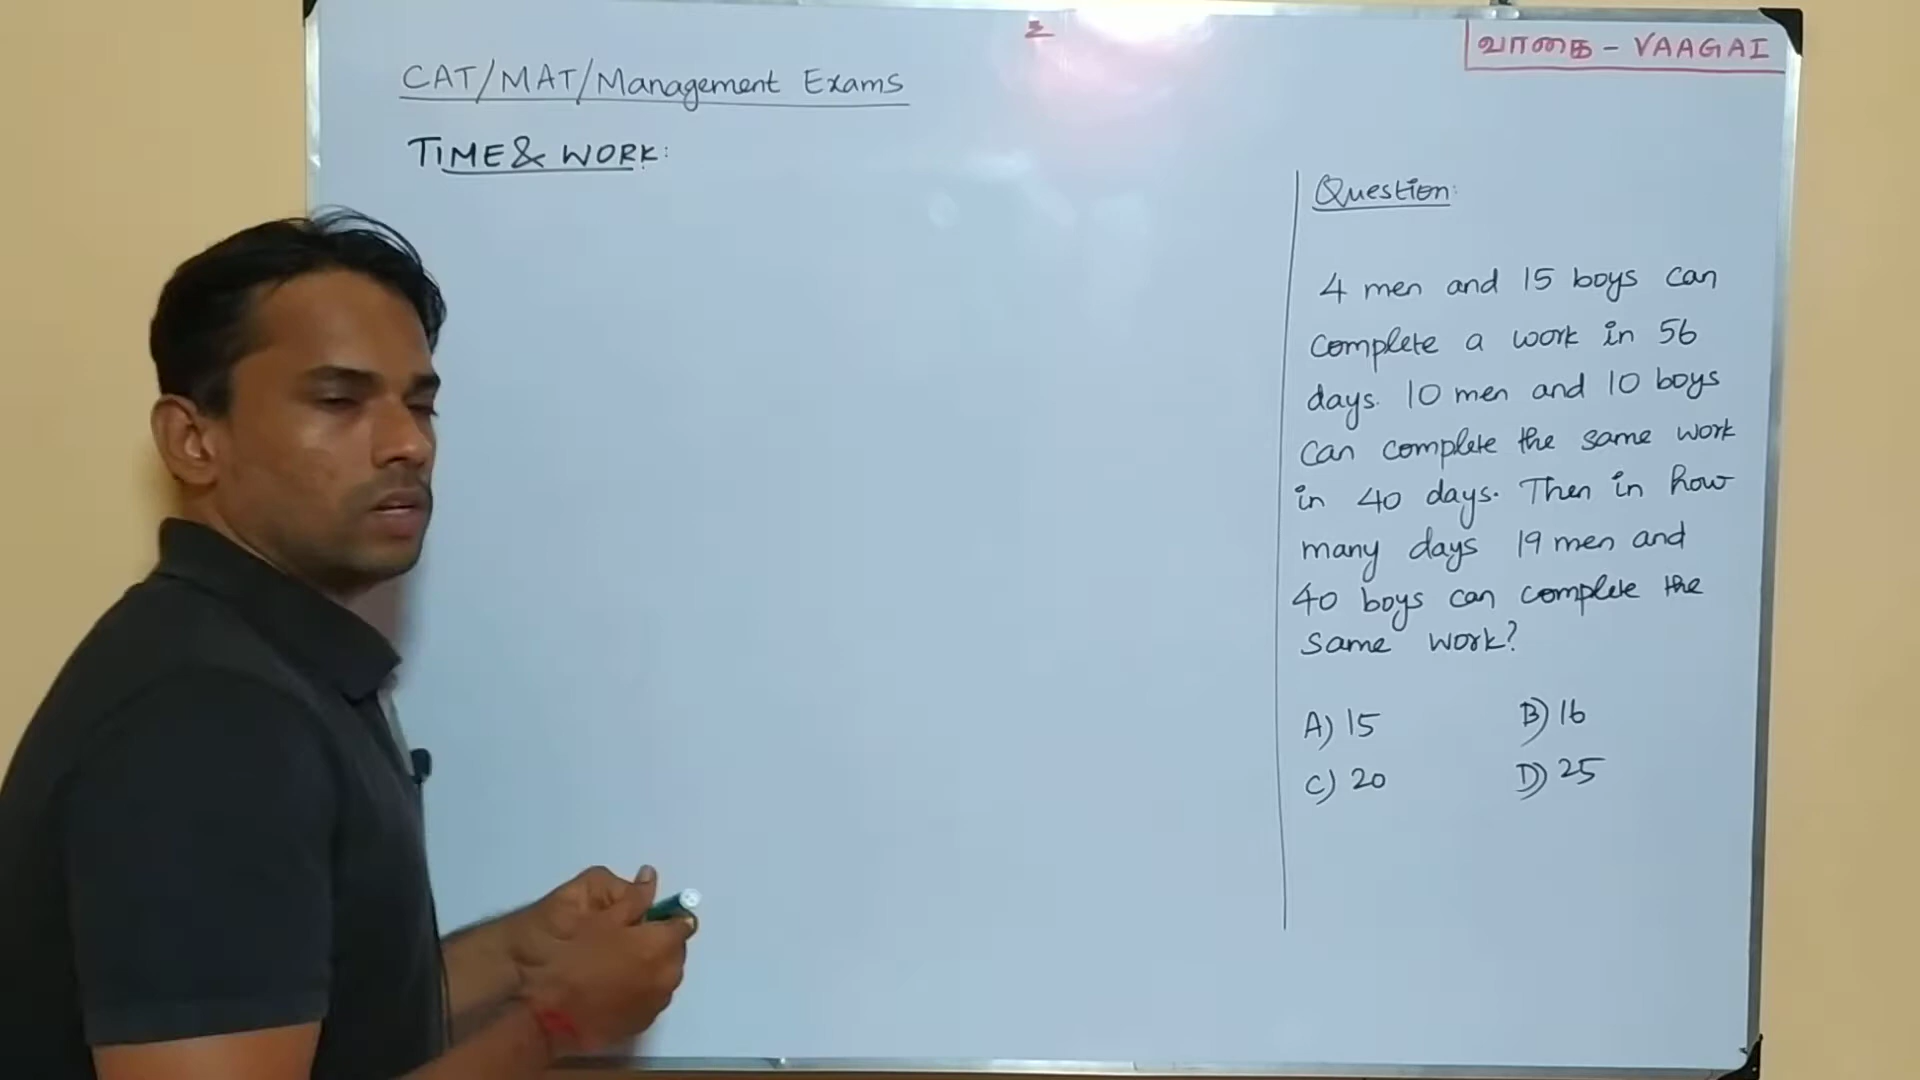 வாகை - VAAGAI
CAT/MAT/Management Exams
TIME & WORK:
Question:
4 men and 15 boys can
complete a work in 56
days. 10 men and 10 boys
can complete the same work
in 40 days. Then in how
many days 19 men and
40 boys can complete the
same work?
A) 15 B) 16
C) 20 D) 25